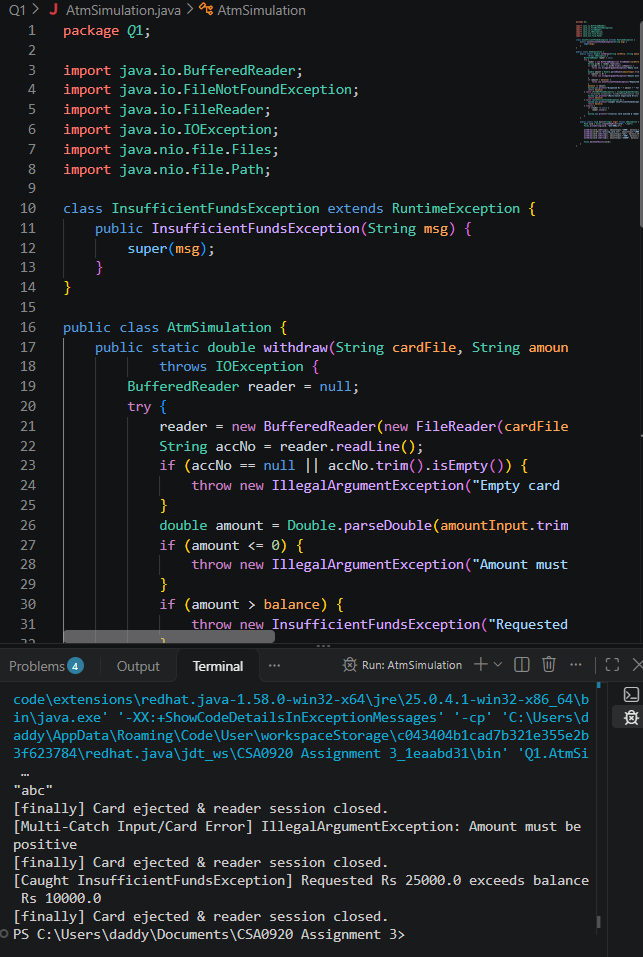 Q1 > J AtmSimulation.java > AtmSimulation
1 package Q1;
2
3 import java.io.BufferedReader;
4 import java.io.FileNotFoundException;
5 import java.io.FileReader;
6 import java.io.IOException;
7 import java.nio.file.Files;
8 import java.nio.file.Path;
9
10 class InsufficientFundsException extends RuntimeException {
11 public InsufficientFundsException(String msg) {
12 super(msg);
13 }
14 }
15
16 public class AtmSimulation {
17 public static double withdraw(String cardFile, String amoun
18 throws IOException {
19 BufferedReader reader = null;
20 try {
21 reader = new BufferedReader(new FileReader(cardFile
22 String accNo = reader.readLine();
23 if (accNo == null || accNo.trim().isEmpty()) {
24 throw new IllegalArgumentException("Empty card
25 }
26 double amount = Double.parseDouble(amountInput.trim
27 if (amount <= 0) {
28 throw new IllegalArgumentException("Amount must
29 }
30 if (amount > balance) {
31 throw new InsufficientFundsException("Requested
32 }
Problems 4 Output Terminal ··· Run: AtmSimulation
code\extensions\redhat.java-1.58.0-win32-x64\jre\25.0.4.1-win32-x86_64\b
in\java.exe' '-XX:+ShowCodeDetailsInExceptionMessages' '-cp' 'C:\Users\d
addy\AppData\Roaming\Code\User\workspaceStorage\c043404b1cad7b321e355e2b
3f623784\redhat.java\jdt_ws\CSA0920 Assignment 3_1eaabd31\bin' 'Q1.AtmSi
…
"abc"
[finally] Card ejected & reader session closed.
[Multi-Catch Input/Card Error] IllegalArgumentException: Amount must be
positive
[finally] Card ejected & reader session closed.
[Caught InsufficientFundsException] Requested Rs 25000.0 exceeds balance
Rs 10000.0
[finally] Card ejected & reader session closed.
PS C:\Users\daddy\Documents\CSA0920 Assignment 3>